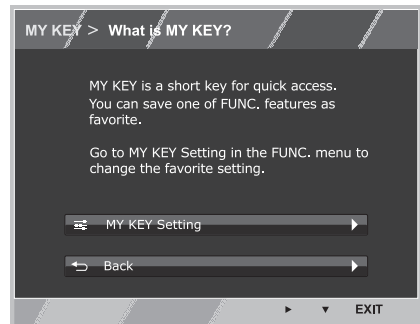 MY KEY > What is MY KEY?
MY KEY is a short key for quick access.
You can save one of FUNC. features as
favorite.
Go to MY KEY Setting in the FUNC. menu to
change the favorite setting.
MY KEY Setting
Back
EXIT